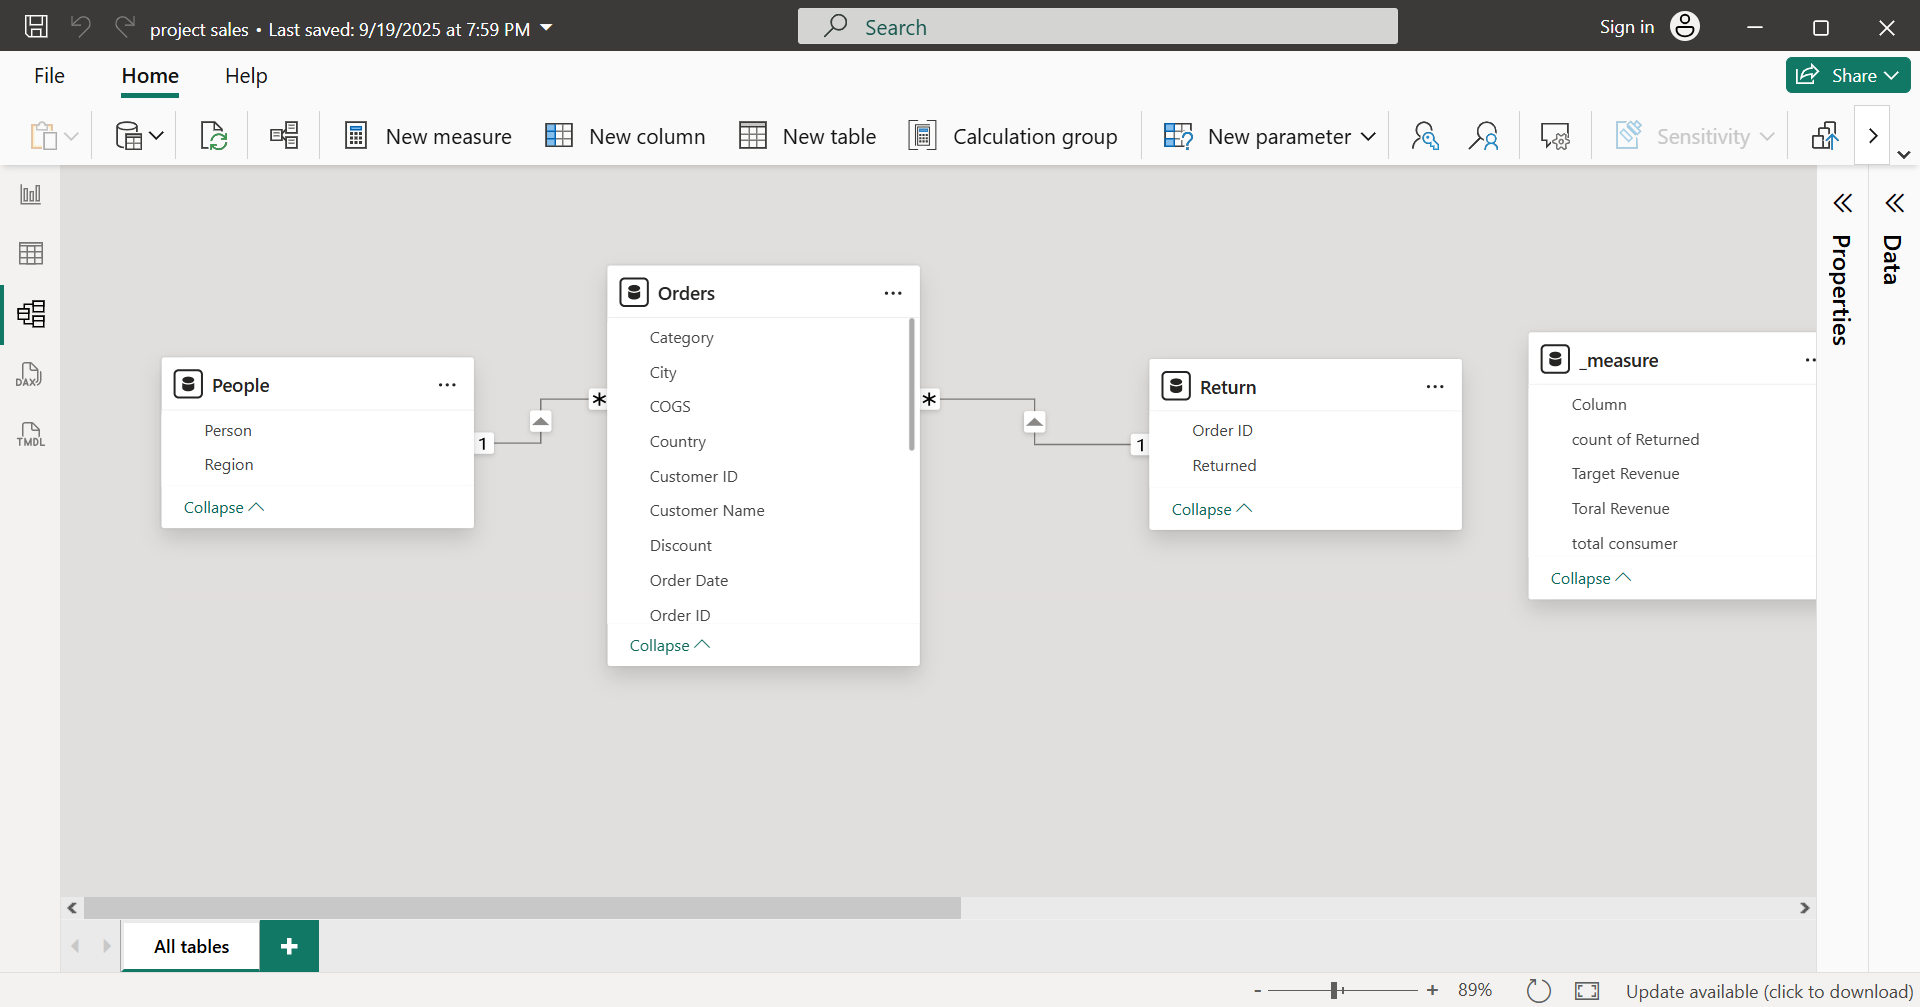 project sales • Last saved: 9/19/2025 at 7:59 PM
Search
Sign in
File
Home
Help
Share
New measure
New column
New table
Calculation group
New parameter
Sensitivity
DAX
TMDL
People
Person
Region
Collapse
1
*
Orders
Category
City
COGS
Country
Customer ID
Customer Name
Discount
Order Date
Order ID
Collapse
*
1
Return
Order ID
Returned
Collapse
_measure
Column
count of Returned
Target Revenue
Toral Revenue
total consumer
Collapse
Properties
Data
All tables
+
- + 89%
Update available (click to download)